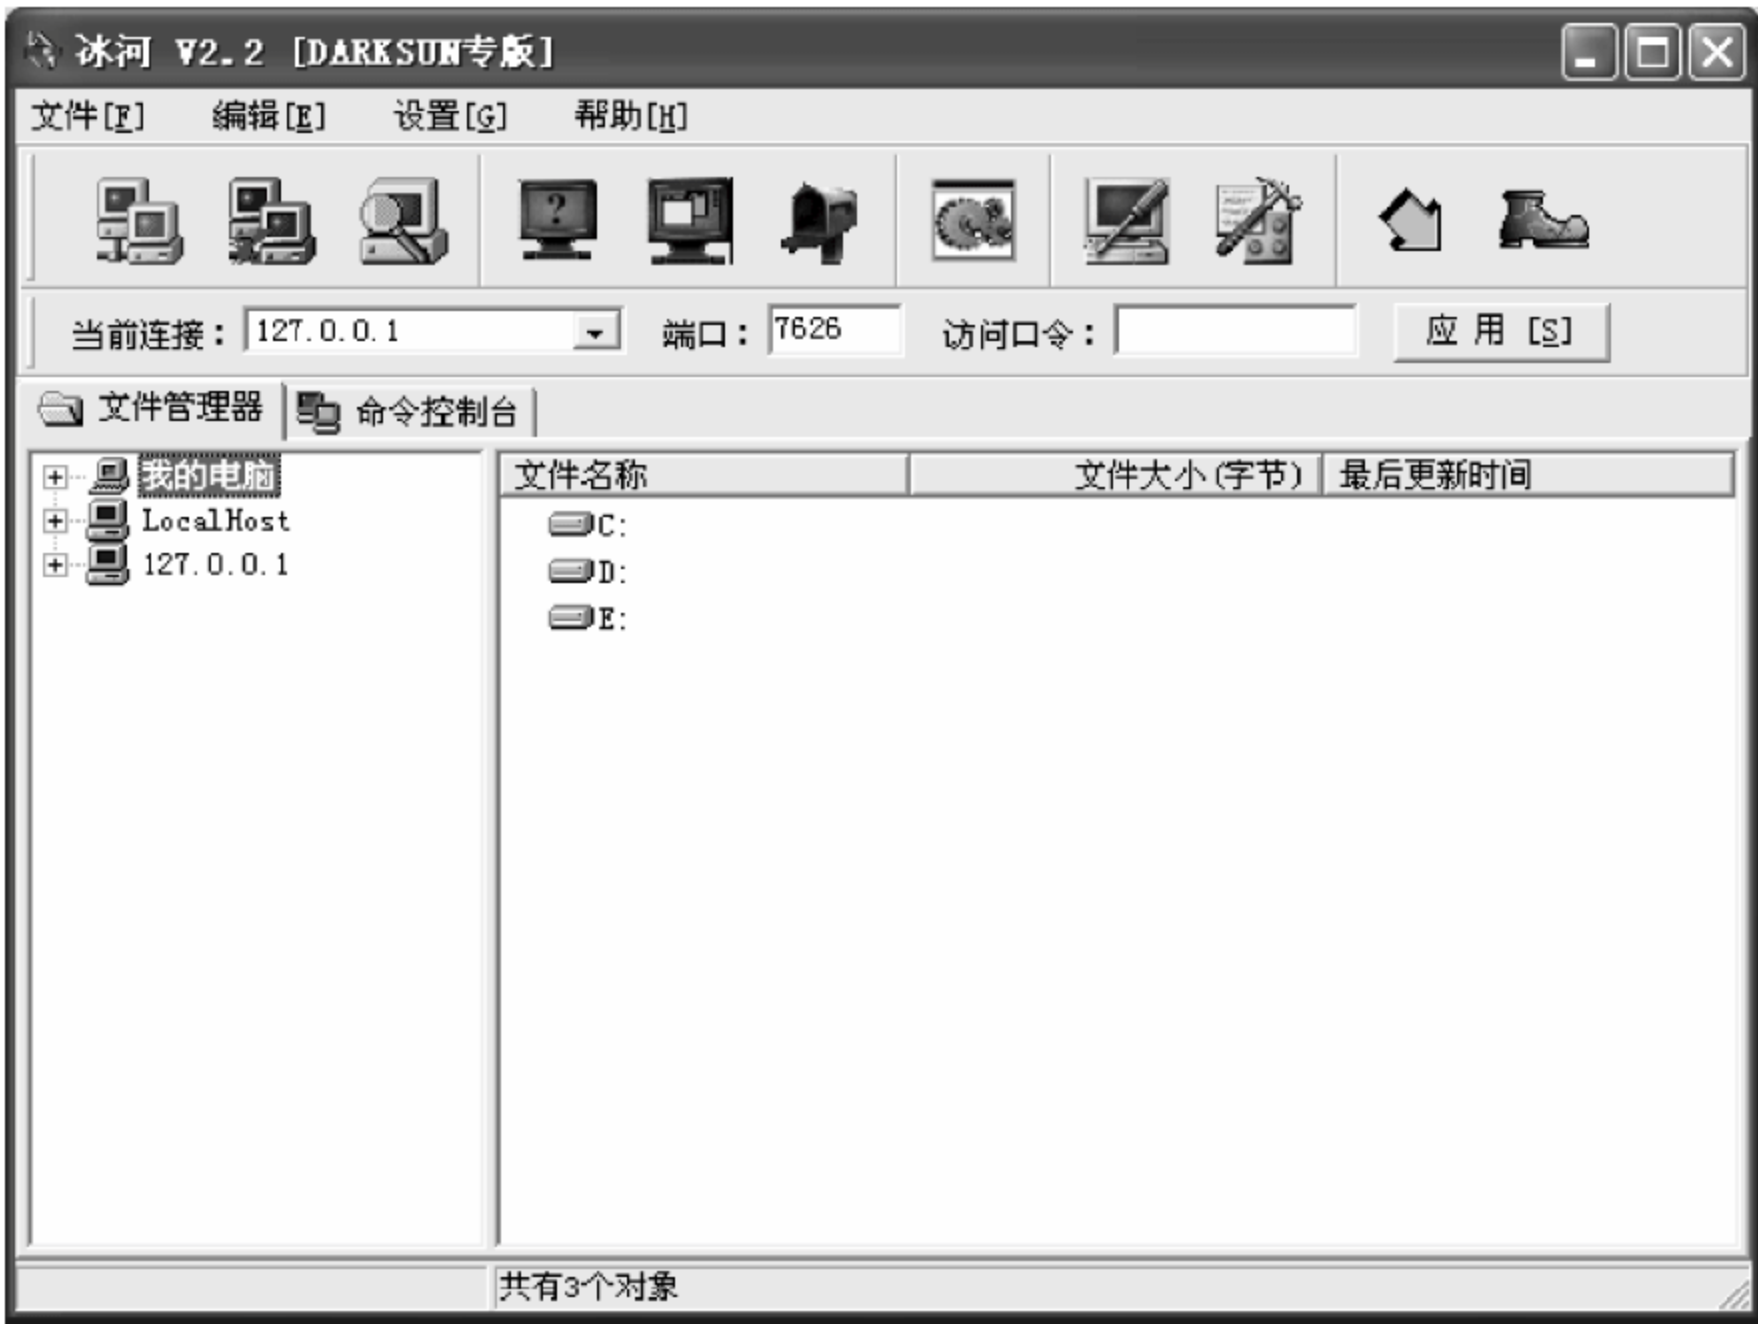 冰河 V2.2 [DARKSUN专版]
文件[F] 编辑[E] 设置[G] 帮助[H]
?
当前连接： 127.0.0.1 端口： 7626 访问口令： 应 用 [S]
文件管理器 命令控制台
我的电脑 文件名称 文件大小(字节) 最后更新时间
LocalHost C:
127.0.0.1 D:
E:
共有3个对象